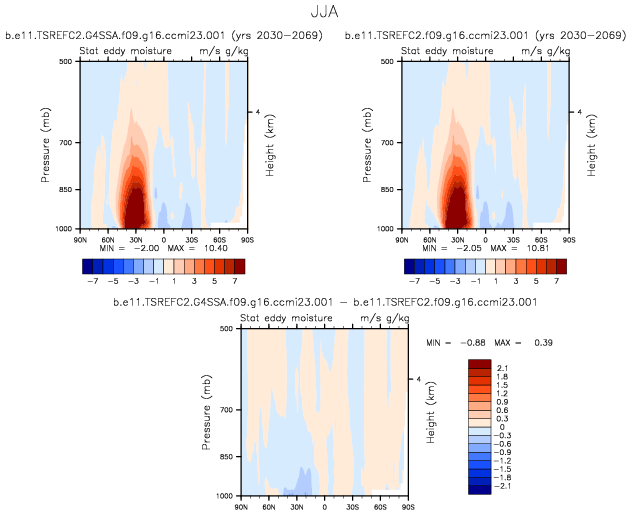 JJA
b.e11.TSREFC2.G4SSA.f09.g16.ccmi23.001 (yrs 2030−2069)
Stat eddy moisture m/s g/kg
500
700
850
1000
Pressure (mb)
4
Height (km)
90N 60N 30N 0 30S 60S 90S
MIN = −2.00 MAX = 10.40
−7 −5 −3 −1 1 3 5 7
b.e11.TSREFC2.f09.g16.ccmi23.001 (yrs 2030−2069)
Stat eddy moisture m/s g/kg
500
700
850
1000
Pressure (mb)
4
Height (km)
90N 60N 30N 0 30S 60S 90S
MIN = −2.05 MAX = 10.81
−7 −5 −3 −1 1 3 5 7
b.e11.TSREFC2.G4SSA.f09.g16.ccmi23.001 − b.e11.TSREFC2.f09.g16.ccmi23.001
Stat eddy moisture m/s g/kg
500
700
850
1000
Pressure (mb)
4
Height (km)
90N 60N 30N 0 30S 60S 90S
MIN = −0.88 MAX = 0.39
2.1
1.8
1.5
1.2
0.9
0.6
0.3
0
−0.3
−0.6
−0.9
−1.2
−1.5
−1.8
−2.1